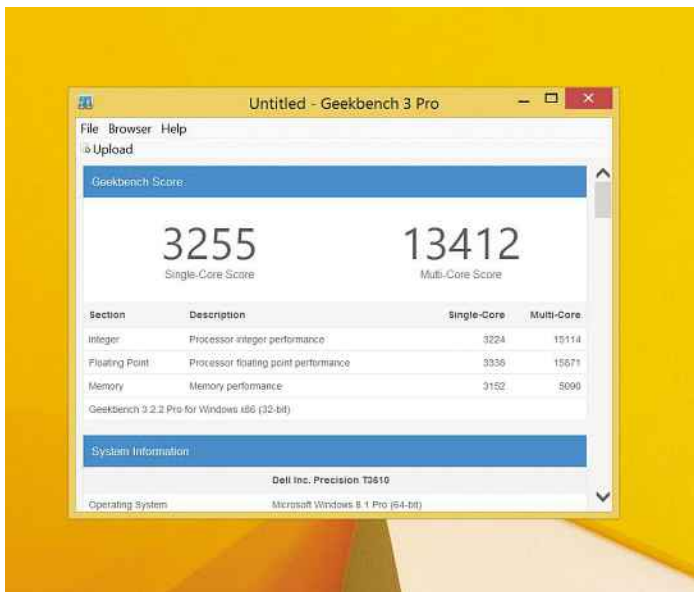 Untitled - Geekbench 3 Pro
File Browser Help
Upload
Geekbench Score
3255 13412
Single-Core Score Multi-Core Score
Section Description Single-Core Multi-Core
Integer Processor integer performance 3224 15114
Floating Point Processor floating point performance 3336 15671
Memory Memory performance 3152 5090
Geekbench 3.2.2 Pro for Windows x86 (32-bit)
System Information
Dell Inc. Precision T3610
Operating System Microsoft Windows 8.1 Pro (64-bit)